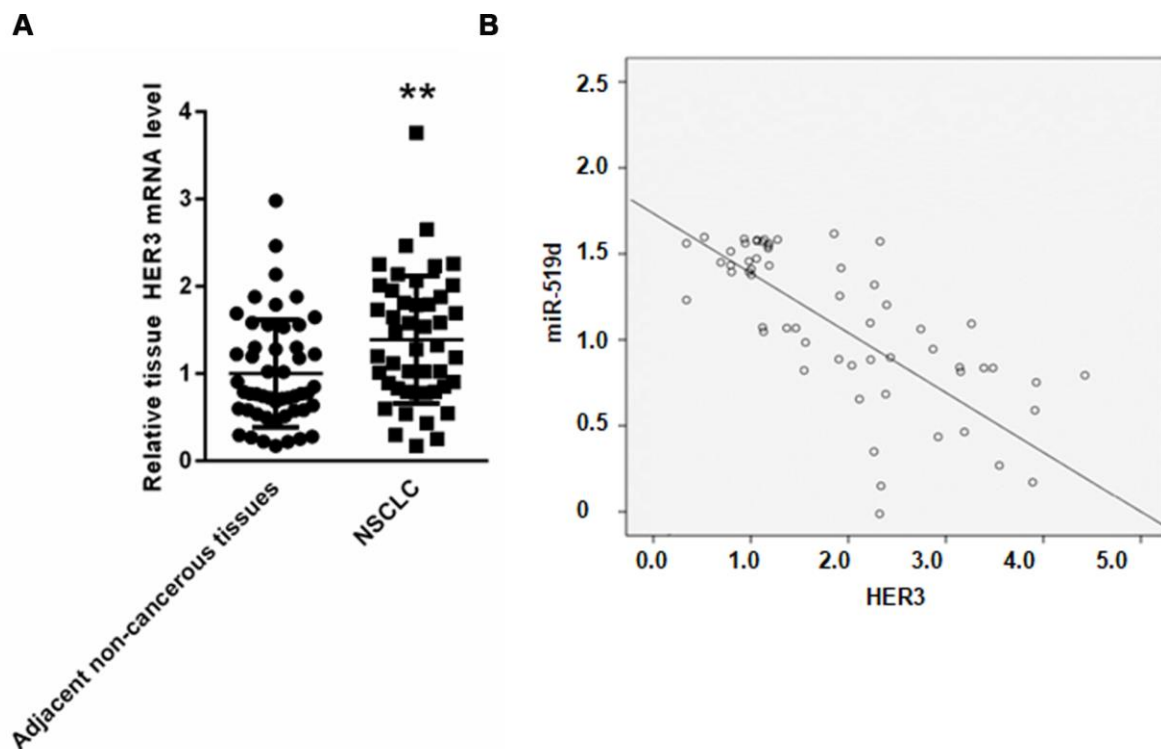 A
B
**
Relative tissue HER3 mRNA level
4
3
2
1
0
Adjacent non-cancerous tissues
NSCLC
miR-519d
2.5
2.0
1.5
1.0
0.5
0
0.0 1.0 2.0 3.0 4.0 5.0
HER3